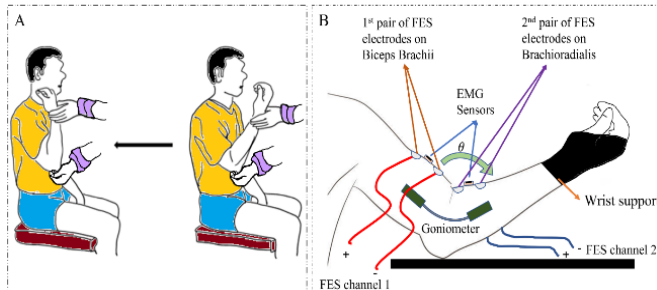 A
B
1st pair of FES
electrodes on
Biceps Brachii
2nd pair of FES
electrodes on
Brachioradialis
EMG
Sensors
θ
Wrist support
Goniometer
+
-
FES channel 1
-
+
FES channel 2